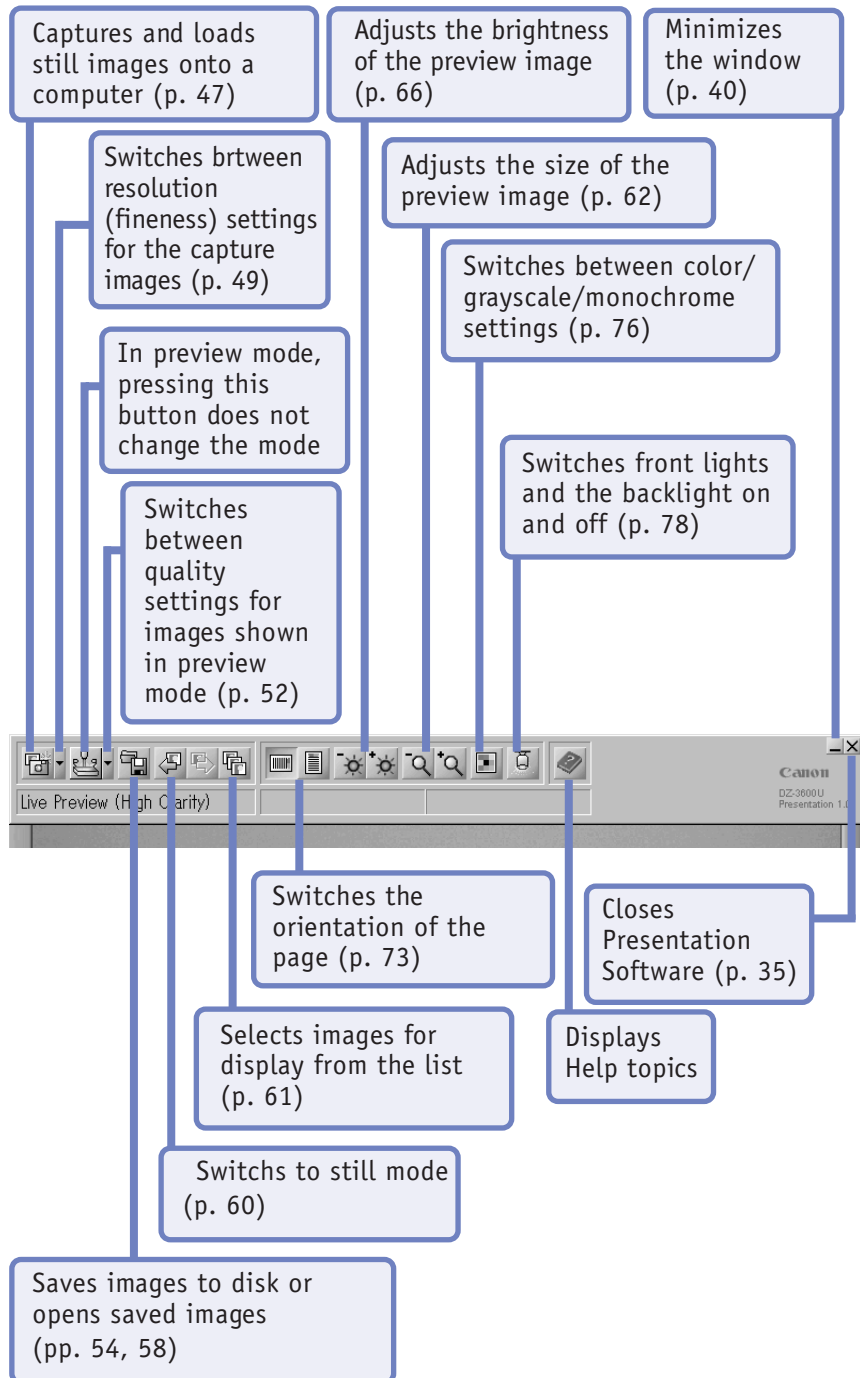 Captures and loads
still images onto a
computer (p. 47)
Adjusts the brightness
of the preview image
(p. 66)
Minimizes
the window
(p. 40)
Switches brtween
resolution
(fineness) settings
for the capture
images (p. 49)
Adjusts the size of the
preview image (p. 62)
Switches between color/
grayscale/monochrome
settings (p. 76)
In preview mode,
pressing this
button does not
change the mode
Switches front lights
and the backlight on
and off (p. 78)
Switches
between
quality
settings for
images shown
in preview
mode (p. 52)
Canon
DZ-3600U
Presentation 1.0
Live Preview (High Clarity)
Switches the
orientation of the
page (p. 73)
Closes
Presentation
Software (p. 35)
Selects images for
display from the list
(p. 61)
Displays
Help topics
Switchs to still mode
(p. 60)
Saves images to disk or
opens saved images
(pp. 54, 58)